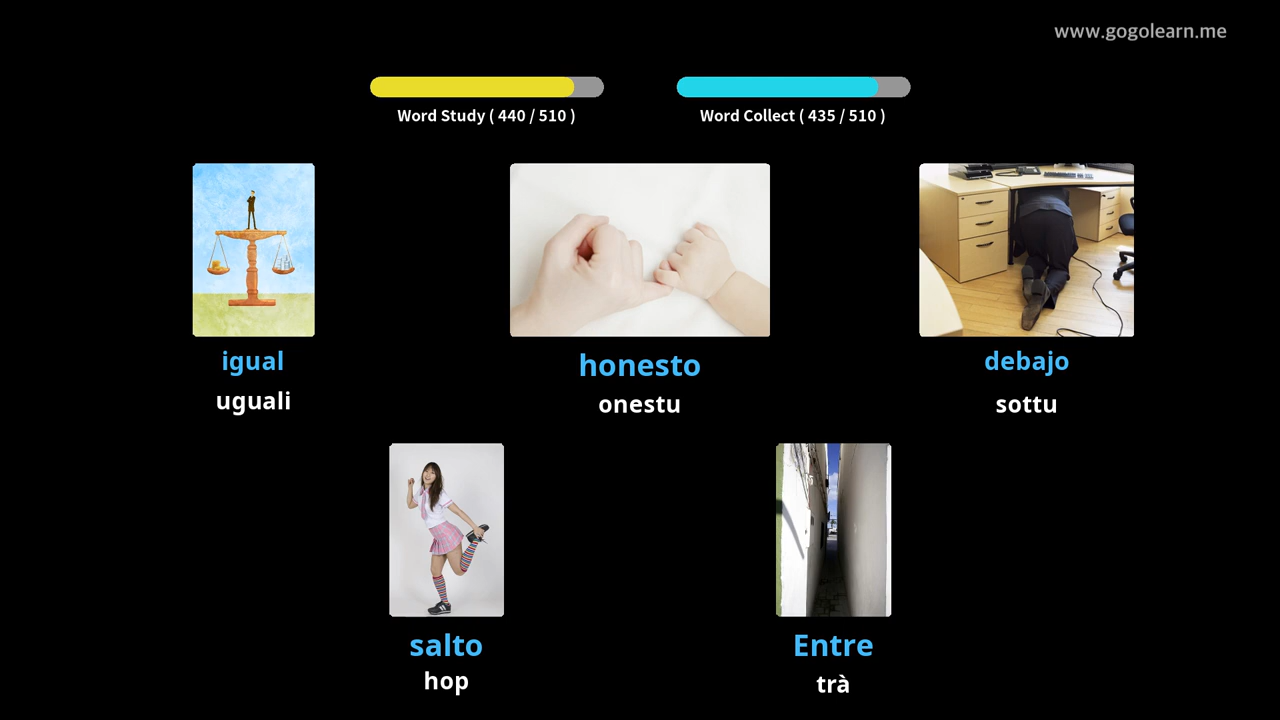 www.gogolearn.me
Word Study ( 440 / 510 )
Word Collect ( 435 / 510 )
igual
uguali
honesto
onestu
debajo
sottu
salto
hop
Entre
trà